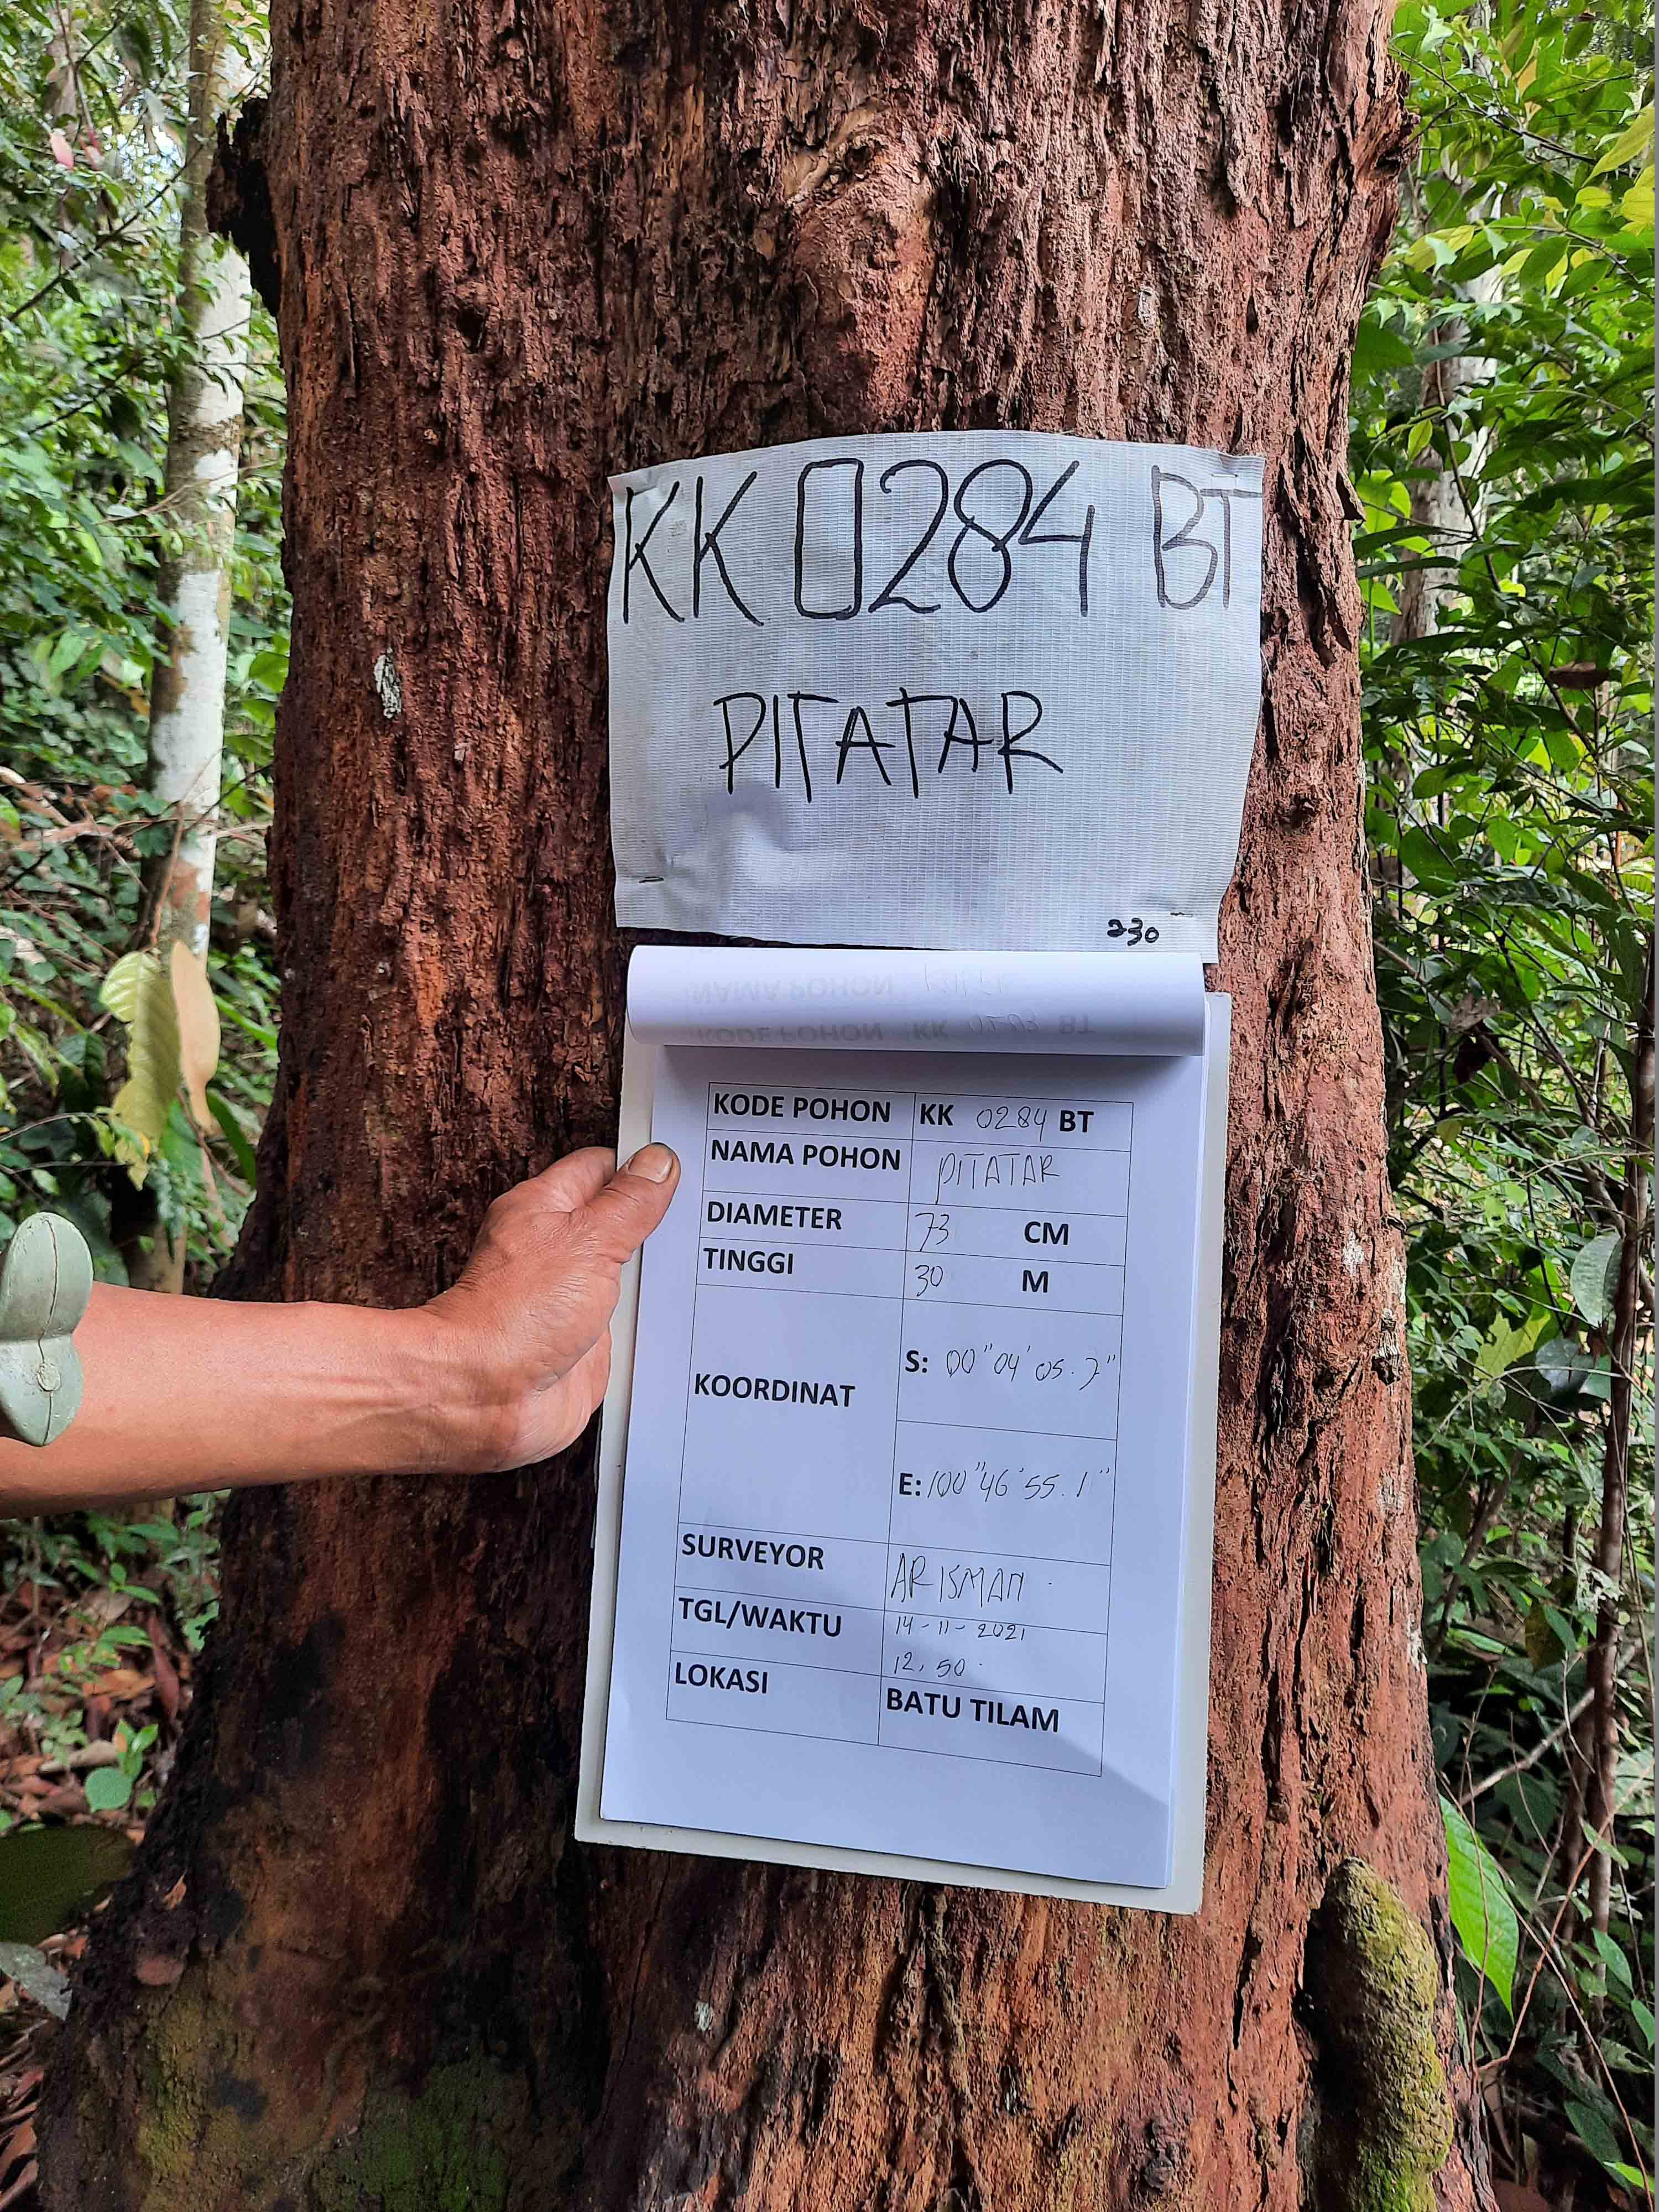 KK 0284 BT
PITATAR
230
NAMA POHON
KODE POHON KK BT
KODE POHON KK 0284 BT
NAMA POHON PITATAR
DIAMETER 73 CM
TINGGI 30 M
KOORDINAT S: 00"04'05.7"
E: 100"46'55.1"
SURVEYOR ARISMAN
TGL/WAKTU 14-11-2021
12.50
LOKASI BATU TILAM